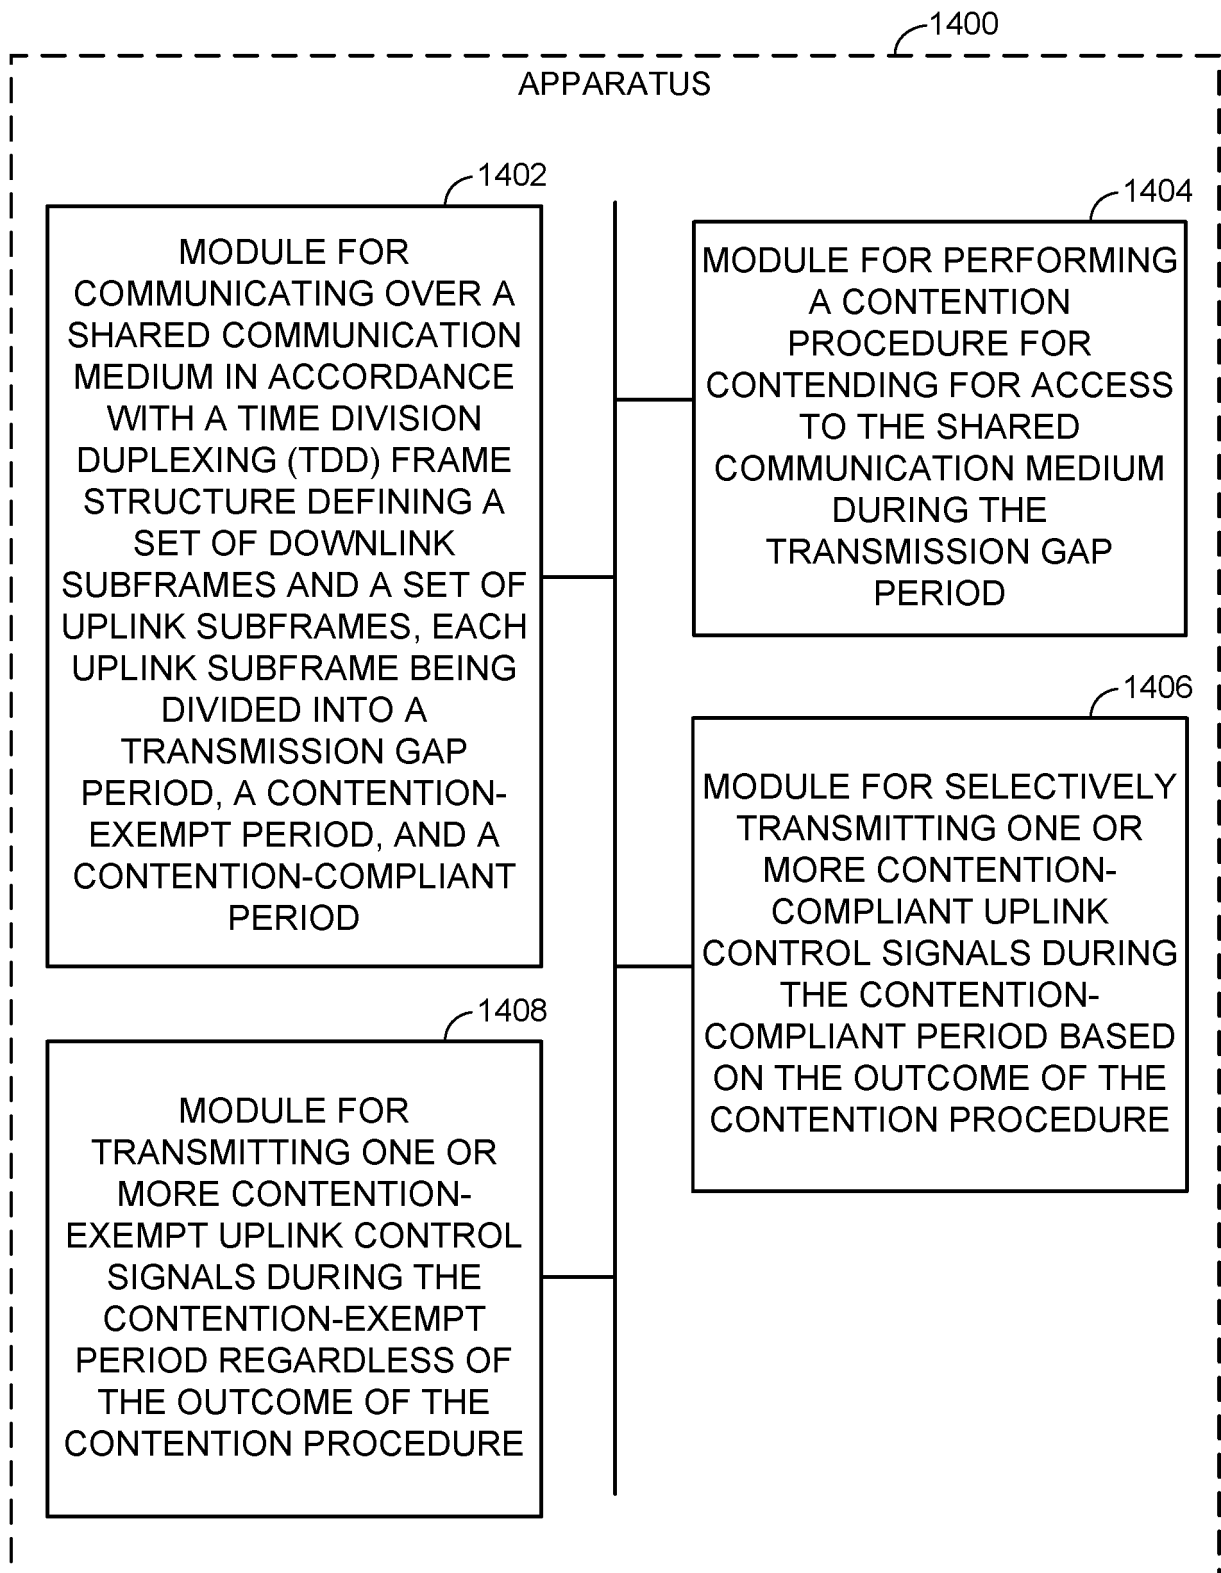 1400
APPARATUS
1402
MODULE FOR
COMMUNICATING OVER A
SHARED COMMUNICATION
MEDIUM IN ACCORDANCE
WITH A TIME DIVISION
DUPLEXING (TDD) FRAME
STRUCTURE DEFINING A
SET OF DOWNLINK
SUBFRAMES AND A SET OF
UPLINK SUBFRAMES, EACH
UPLINK SUBFRAME BEING
DIVIDED INTO A
TRANSMISSION GAP
PERIOD, A CONTENTION-
EXEMPT PERIOD, AND A
CONTENTION-COMPLIANT
PERIOD
1404
MODULE FOR PERFORMING
A CONTENTION
PROCEDURE FOR
CONTENDING FOR ACCESS
TO THE SHARED
COMMUNICATION MEDIUM
DURING THE
TRANSMISSION GAP
PERIOD
1406
MODULE FOR SELECTIVELY
TRANSMITTING ONE OR
MORE CONTENTION-
COMPLIANT UPLINK
CONTROL SIGNALS DURING
THE CONTENTION-
COMPLIANT PERIOD BASED
ON THE OUTCOME OF THE
CONTENTION PROCEDURE
1408
MODULE FOR
TRANSMITTING ONE OR
MORE CONTENTION-
EXEMPT UPLINK CONTROL
SIGNALS DURING THE
CONTENTION-EXEMPT
PERIOD REGARDLESS OF
THE OUTCOME OF THE
CONTENTION PROCEDURE